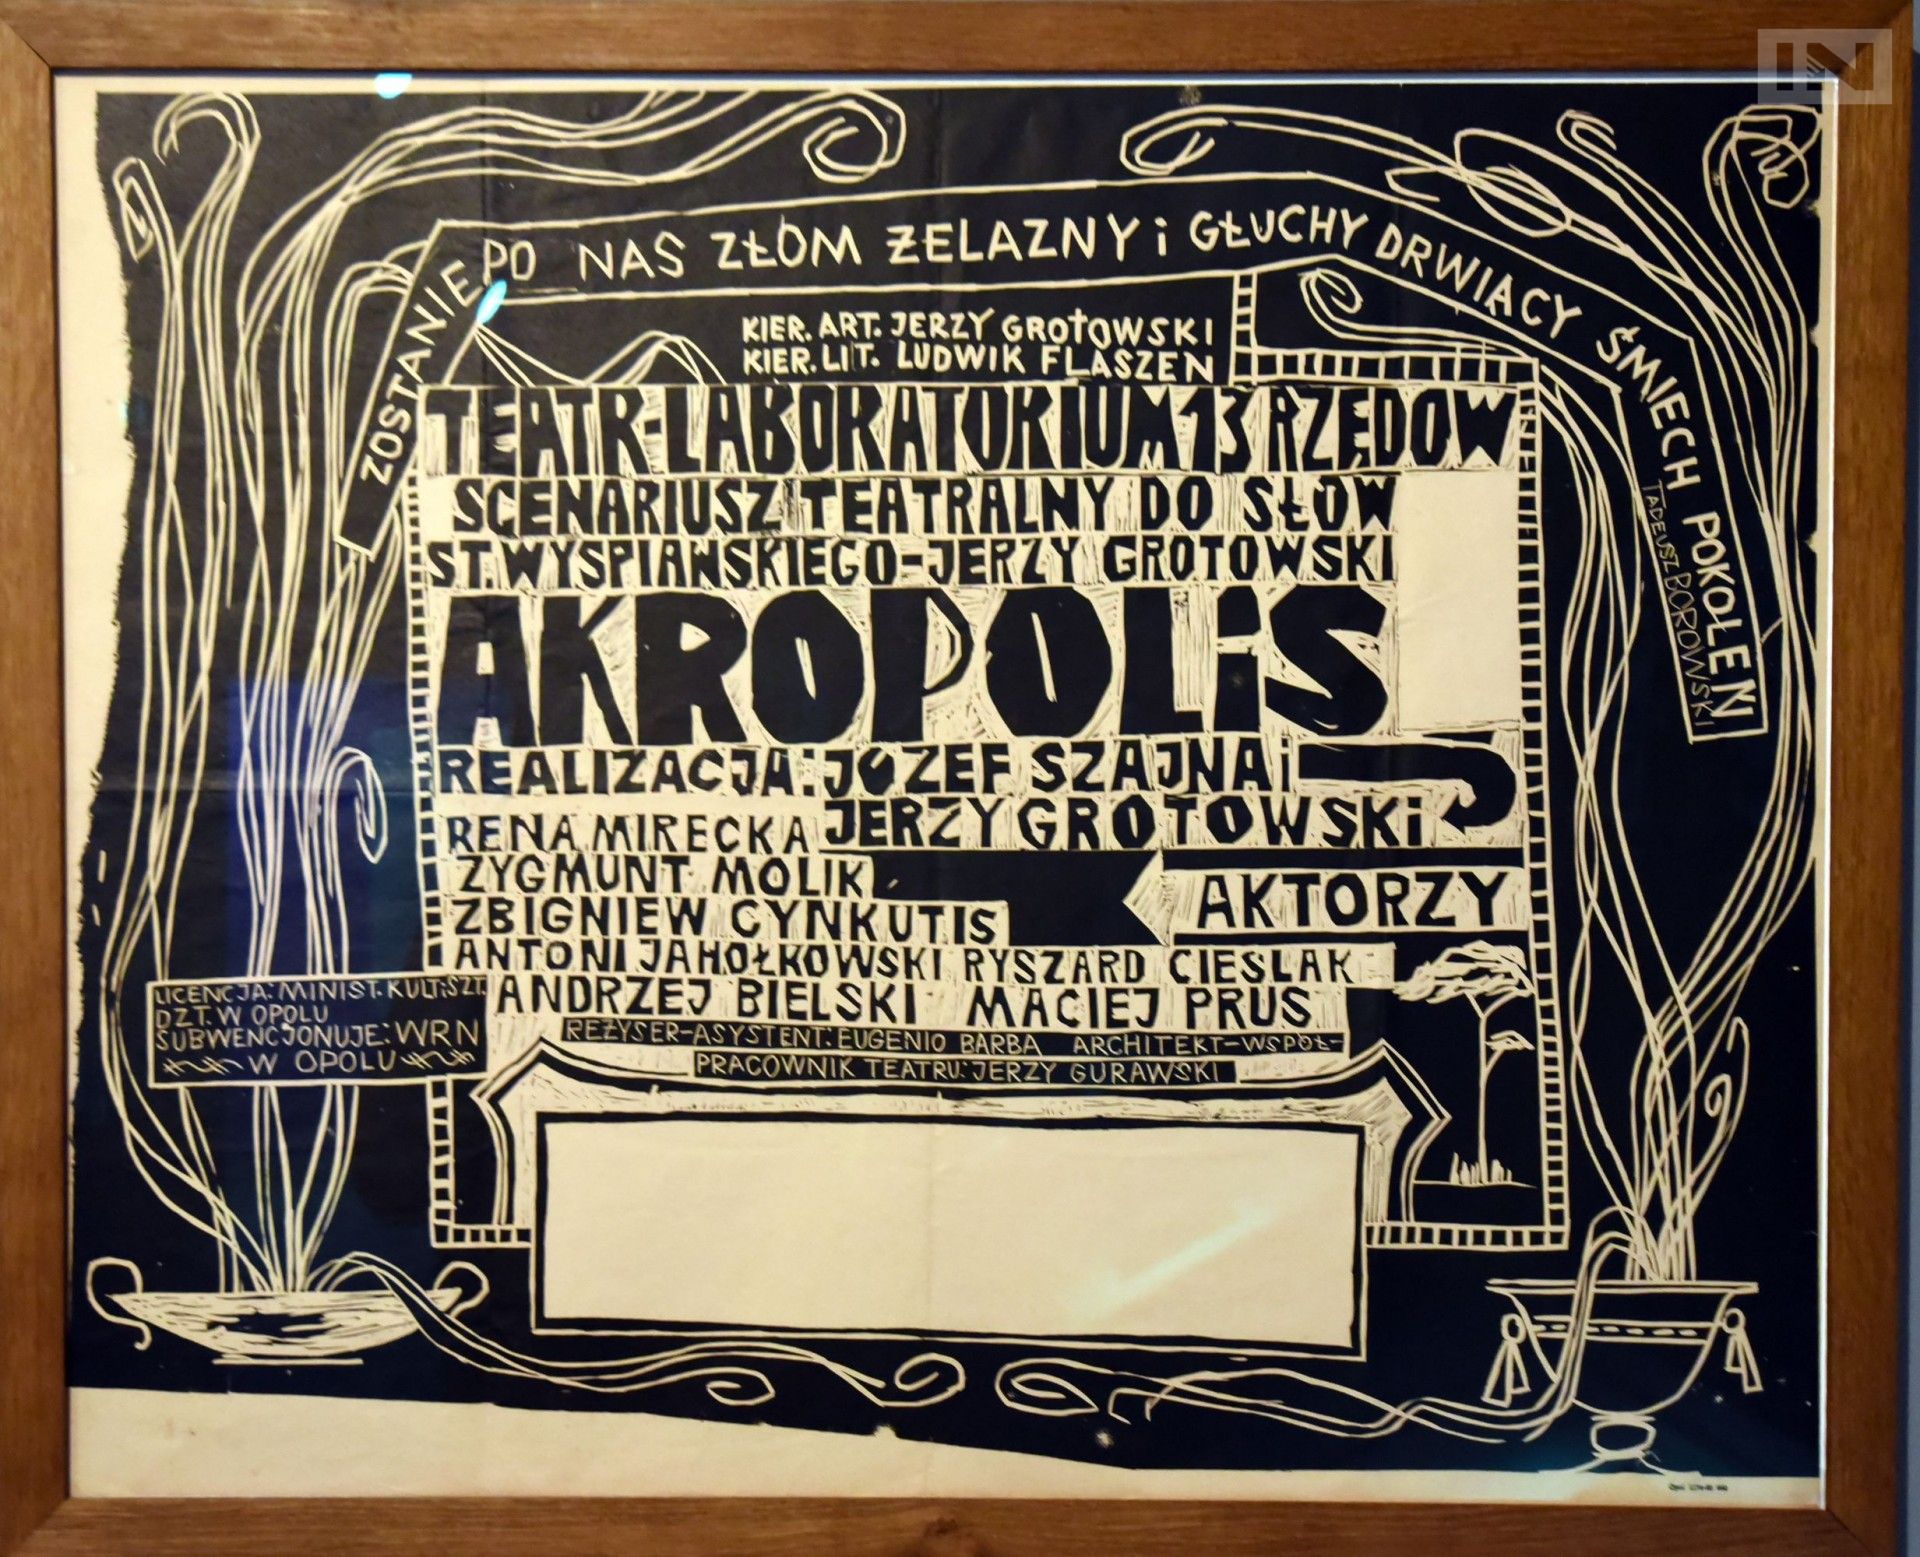 ZOSTANIE PO NAS ZŁOM ŻELAZNY i GŁUCHY DRWIĄCY ŚMIECH POKOLEŃ
TADEUSZ BOROWSKI
KIER. ART. JERZY GROTOWSKI
KIER. LIT. LUDWIK FLASZEN
TEATR-LABORATORIUM 13 RZĘDÓW
SCENARIUSZ TEATRALNY DO SŁÓW
ST. WYSPIAŃSKIEGO-JERZY GROTOWSKI
AKROPOLiS
REALIZACJA: JÓZEF SZAJNA i
JERZY GROTOWSKi
RENA MIRECKA
ZYGMUNT MOLIK
AKTORZY
ZBIGNIEW CYNKUTIS
ANTONI JAHOŁKOWSKI RYSZARD CIEŚLAK
ANDRZEJ BIELSKI MACIEJ PRUS
LICENCJA: MINIST. KULT. i SZT.
DZT. W OPOLU
SUBWENCJONUJE: WRN
W OPOLU
REŻYSER-ASYSTENT: EUGENIO BARBA ARCHITEKT-WSPÓŁ-
PRACOWNIK TEATRU: JERZY GURAWSKI
IN